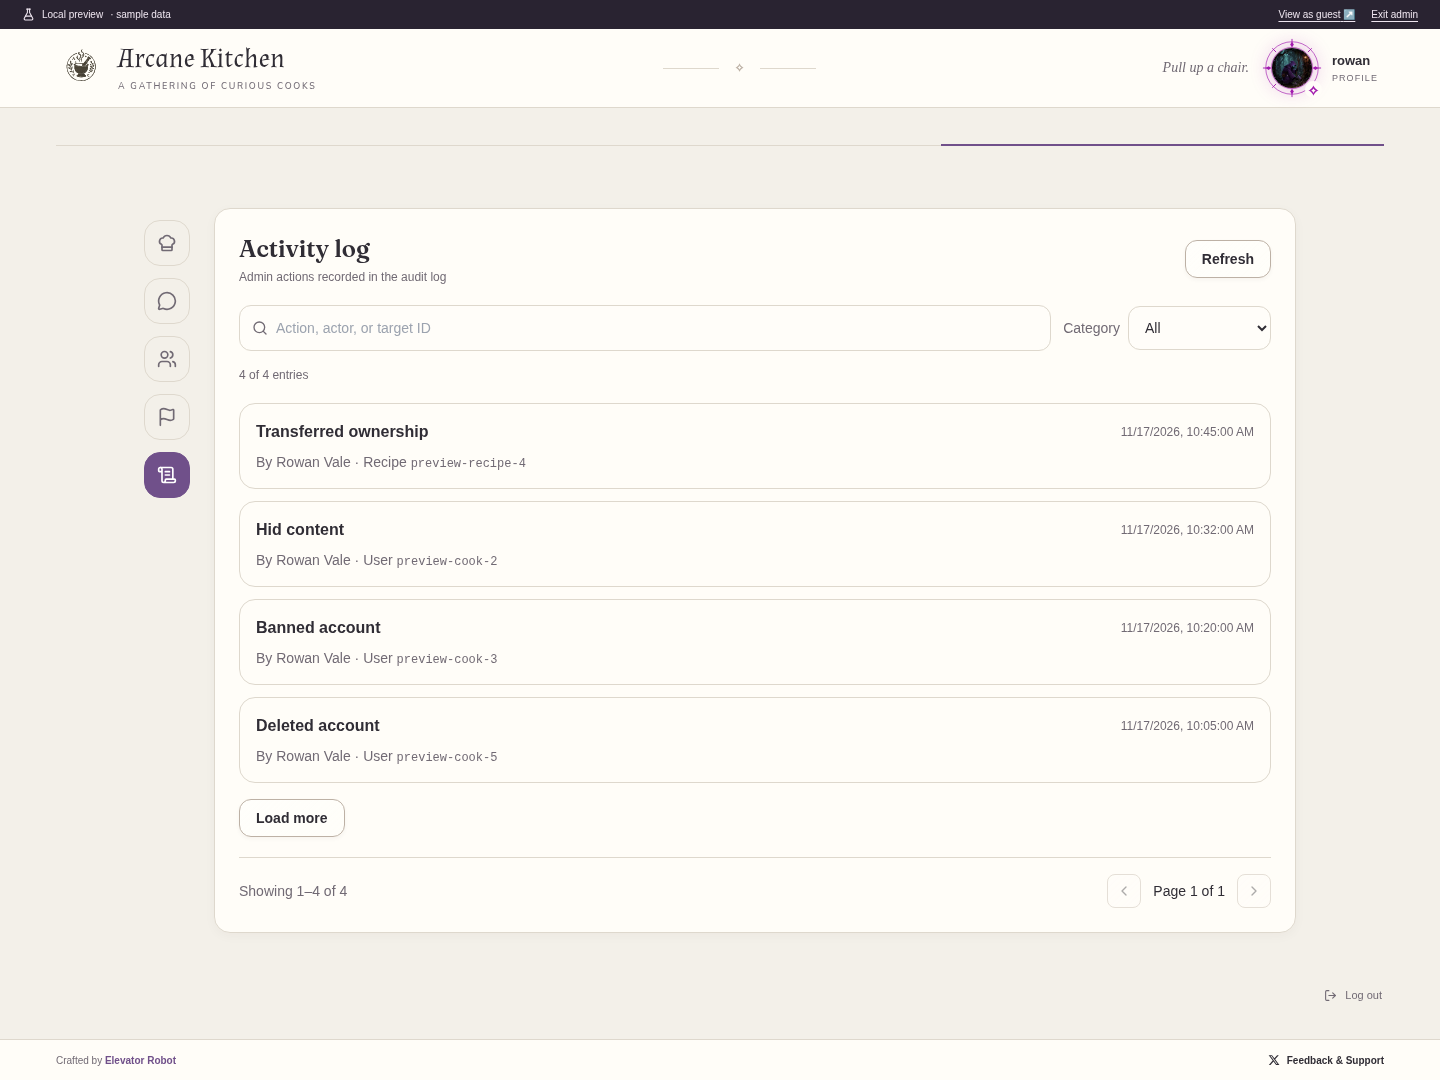 Local preview · sample data
View as guest ↗
Exit admin
Arcane Kitchen
A GATHERING OF CURIOUS COOKS
Pull up a chair.
rowan
PROFILE
Activity log
Admin actions recorded in the audit log
Refresh
Action, actor, or target ID
Category
All
4 of 4 entries
Transferred ownership
11/17/2026, 10:45:00 AM
By Rowan Vale · Recipe preview-recipe-4
Hid content
11/17/2026, 10:32:00 AM
By Rowan Vale · User preview-cook-2
Banned account
11/17/2026, 10:20:00 AM
By Rowan Vale · User preview-cook-3
Deleted account
11/17/2026, 10:05:00 AM
By Rowan Vale · User preview-cook-5
Load more
Showing 1–4 of 4
Page 1 of 1
Log out
Crafted by Elevator Robot
Feedback & Support